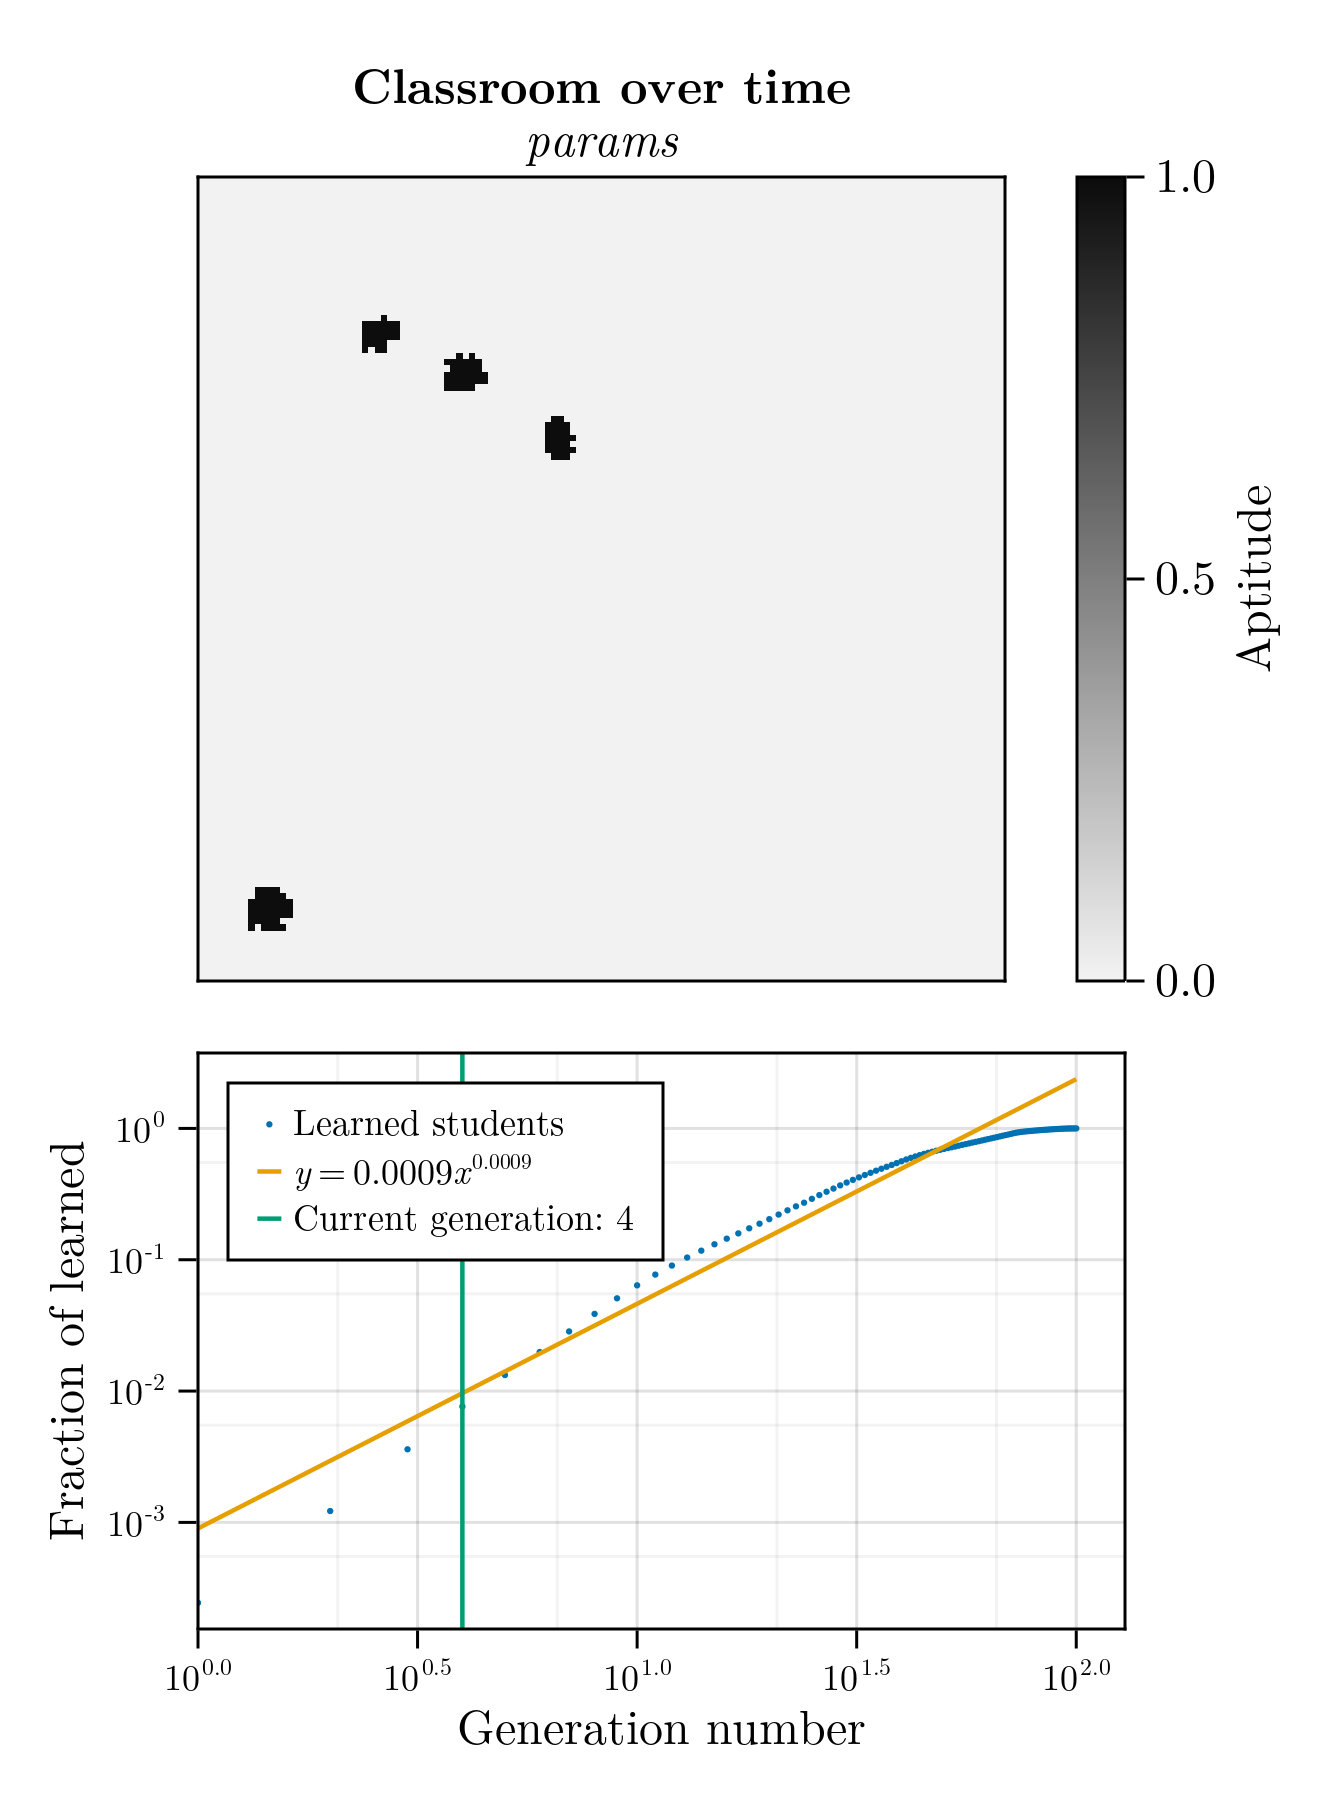 Classroom over time
params
1.0
0.5
0.0
Aptitude
Learned students
y = 0.0009x^0.0009
Current generation: 4
10^0
10^-1
10^-2
10^-3
Fraction of learned
10^0.0
10^0.5
10^1.0
10^1.5
10^2.0
Generation number